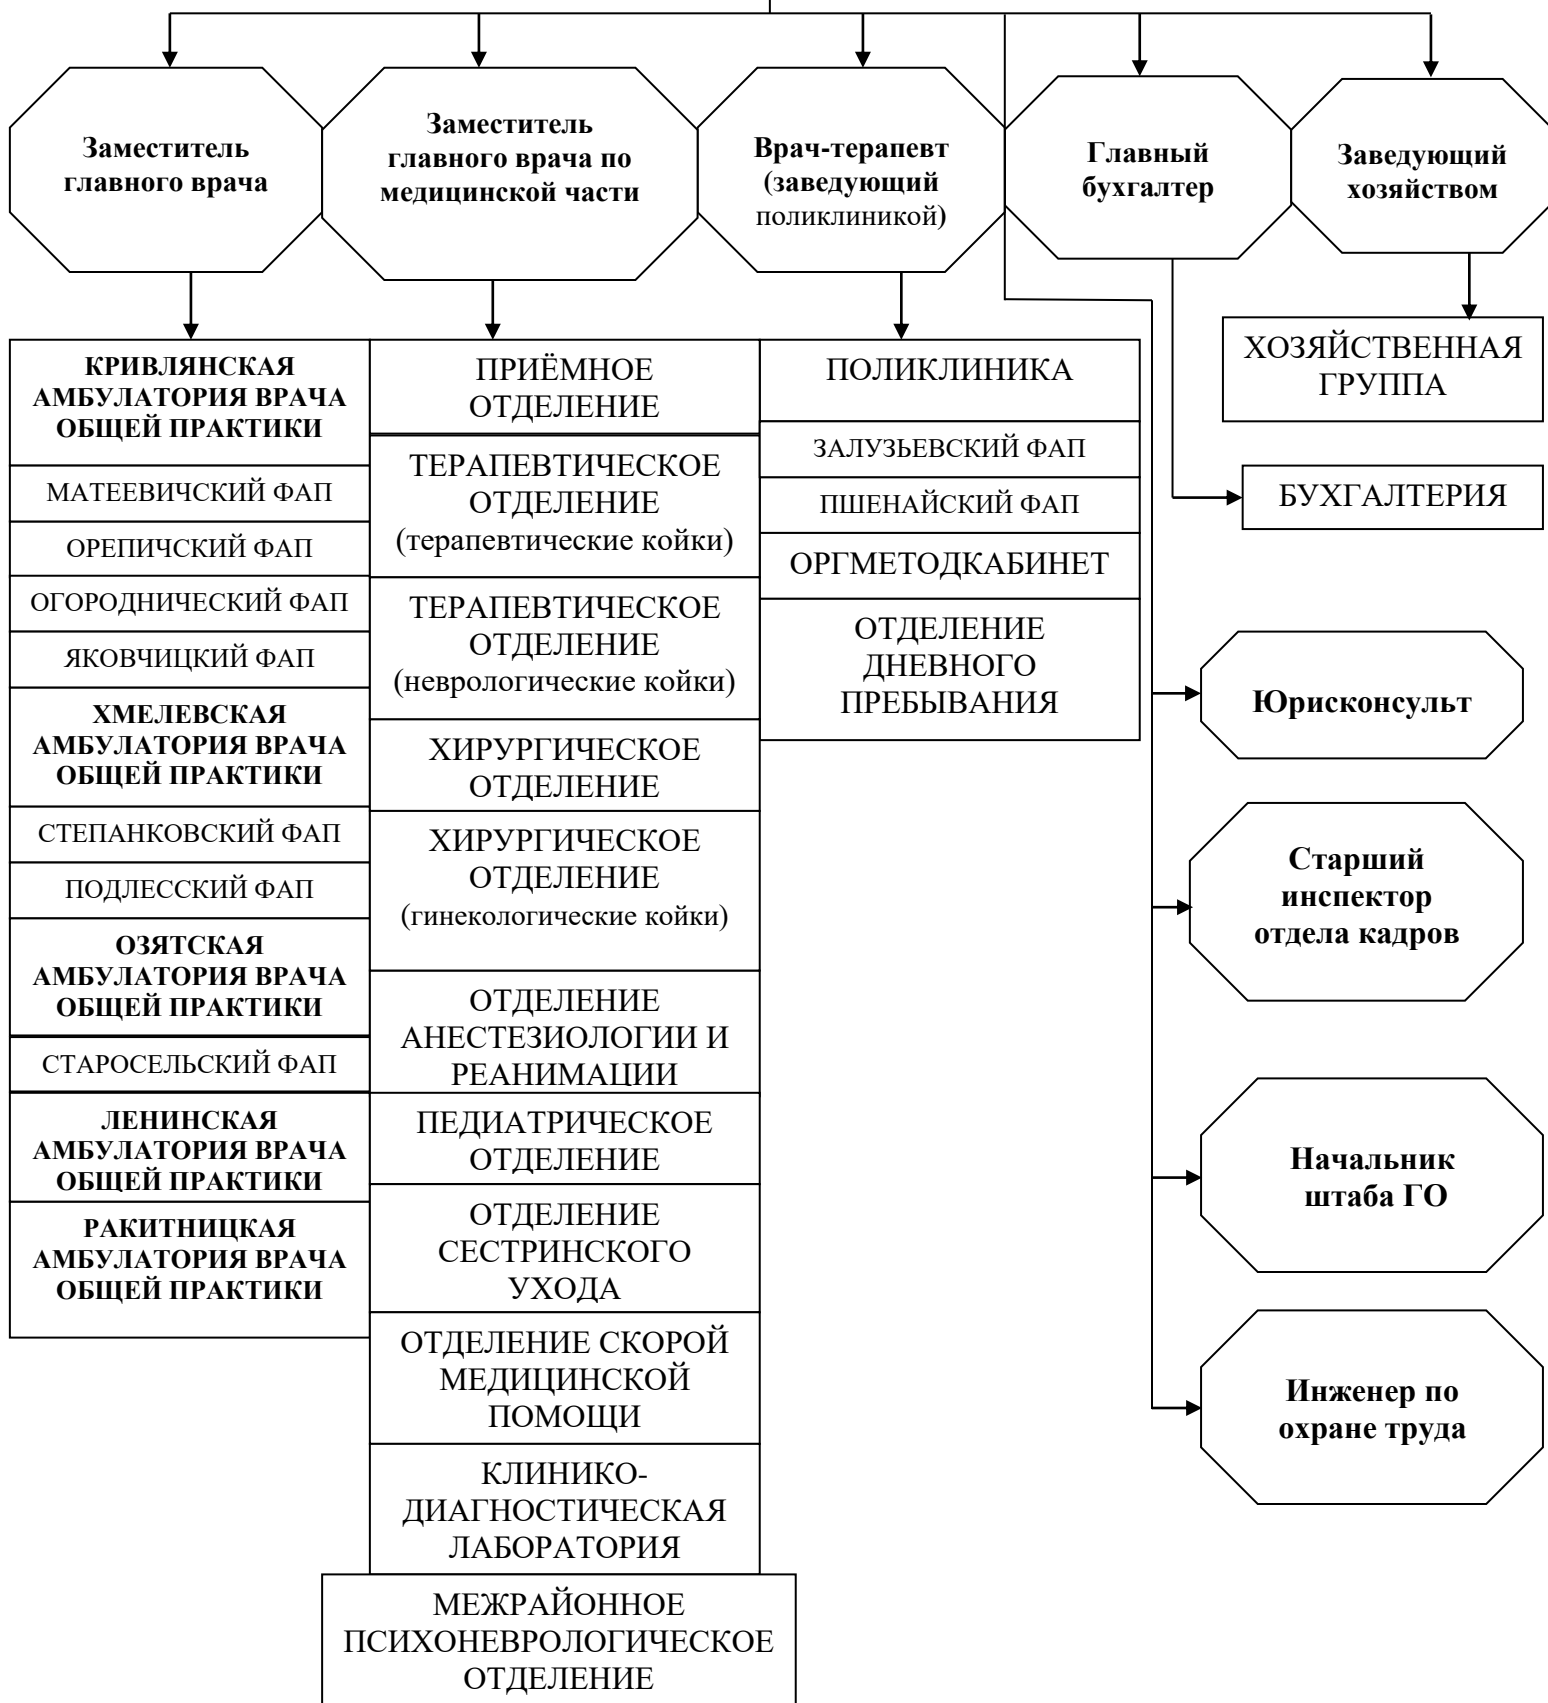 Заместитель
главного врача
Заместитель
главного врача по
медицинской части
Врач-терапевт
(заведующий
поликлиникой)
Главный
бухгалтер
Заведующий
хозяйством
КРИВЛЯНСКАЯ
АМБУЛАТОРИЯ ВРАЧА
ОБЩЕЙ ПРАКТИКИ
МАТЕЕВИЧСКИЙ ФАП
ОРЕПИЧСКИЙ ФАП
ОГОРОДНИЧЕСКИЙ ФАП
ЯКОВЧИЦКИЙ ФАП
ХМЕЛЕВСКАЯ
АМБУЛАТОРИЯ ВРАЧА
ОБЩЕЙ ПРАКТИКИ
СТЕПАНКОВСКИЙ ФАП
ПОДЛЕССКИЙ ФАП
ОЗЯТСКАЯ
АМБУЛАТОРИЯ ВРАЧА
ОБЩЕЙ ПРАКТИКИ
СТАРОСЕЛЬСКИЙ ФАП
ЛЕНИНСКАЯ
АМБУЛАТОРИЯ ВРАЧА
ОБЩЕЙ ПРАКТИКИ
РАКИТНИЦКАЯ
АМБУЛАТОРИЯ ВРАЧА
ОБЩЕЙ ПРАКТИКИ
ПРИЁМНОЕ
ОТДЕЛЕНИЕ
ТЕРАПЕВТИЧЕСКОЕ
ОТДЕЛЕНИЕ
(терапевтические койки)
ТЕРАПЕВТИЧЕСКОЕ
ОТДЕЛЕНИЕ
(неврологические койки)
ХИРУРГИЧЕСКОЕ
ОТДЕЛЕНИЕ
ХИРУРГИЧЕСКОЕ
ОТДЕЛЕНИЕ
(гинекологические койки)
ОТДЕЛЕНИЕ
АНЕСТЕЗИОЛОГИИ И
РЕАНИМАЦИИ
ПЕДИАТРИЧЕСКОЕ
ОТДЕЛЕНИЕ
ОТДЕЛЕНИЕ
СЕСТРИНСКОГО
УХОДА
ОТДЕЛЕНИЕ СКОРОЙ
МЕДИЦИНСКОЙ
ПОМОЩИ
КЛИНИКО-
ДИАГНОСТИЧЕСКАЯ
ЛАБОРАТОРИЯ
МЕЖРАЙОННОЕ
ПСИХОНЕВРОЛОГИЧЕСКОЕ
ОТДЕЛЕНИЕ
ПОЛИКЛИНИКА
ЗАЛУЗЬЕВСКИЙ ФАП
ПШЕНАЙСКИЙ ФАП
ОРГМЕТОДКАБИНЕТ
ОТДЕЛЕНИЕ
ДНЕВНОГО
ПРЕБЫВАНИЯ
ХОЗЯЙСТВЕННАЯ
ГРУППА
БУХГАЛТЕРИЯ
Юрисконсульт
Старший
инспектор
отдела кадров
Начальник
штаба ГО
Инженер по
охране труда